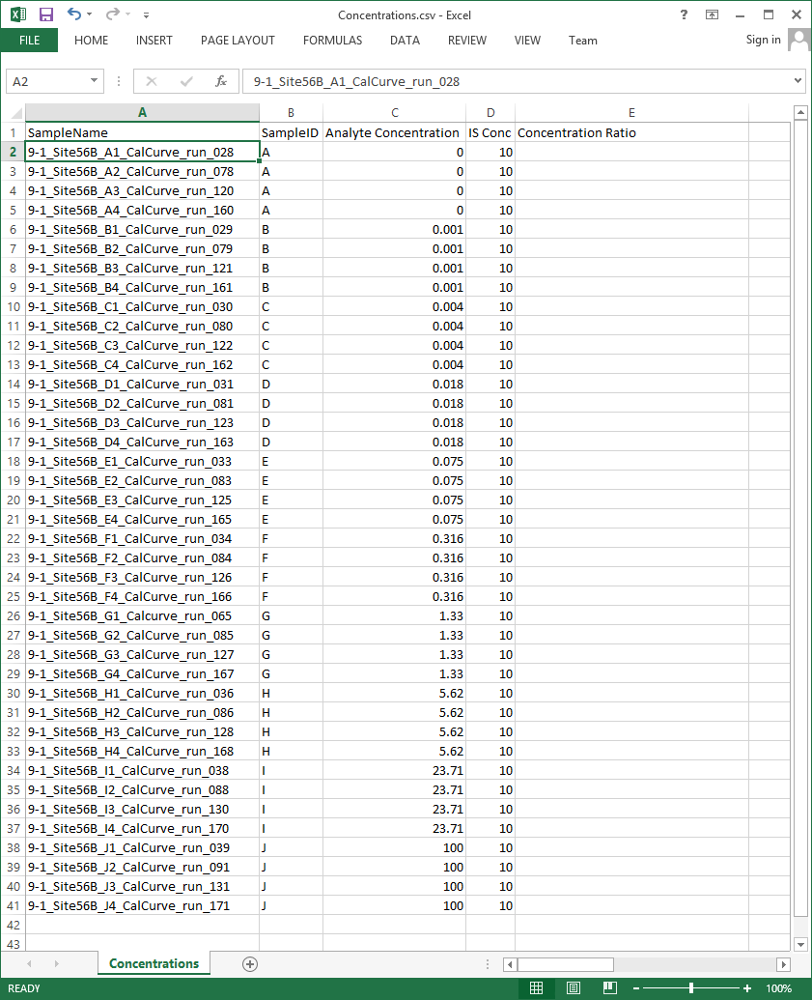 Concentrations.csv - Excel
FILE HOME INSERT PAGE LAYOUT FORMULAS DATA REVIEW VIEW Team Sign in
A2 fx 9-1_Site56B_A1_CalCurve_run_028
A B C D E
1 SampleName SampleID Analyte Concentration IS Conc Concentration Ratio
2 9-1_Site56B_A1_CalCurve_run_028 A 0 10
3 9-1_Site56B_A2_CalCurve_run_078 A 0 10
4 9-1_Site56B_A3_CalCurve_run_120 A 0 10
5 9-1_Site56B_A4_CalCurve_run_160 A 0 10
6 9-1_Site56B_B1_CalCurve_run_029 B 0.001 10
7 9-1_Site56B_B2_CalCurve_run_079 B 0.001 10
8 9-1_Site56B_B3_CalCurve_run_121 B 0.001 10
9 9-1_Site56B_B4_CalCurve_run_161 B 0.001 10
10 9-1_Site56B_C1_CalCurve_run_030 C 0.004 10
11 9-1_Site56B_C2_CalCurve_run_080 C 0.004 10
12 9-1_Site56B_C3_CalCurve_run_122 C 0.004 10
13 9-1_Site56B_C4_CalCurve_run_162 C 0.004 10
14 9-1_Site56B_D1_CalCurve_run_031 D 0.018 10
15 9-1_Site56B_D2_CalCurve_run_081 D 0.018 10
16 9-1_Site56B_D3_CalCurve_run_123 D 0.018 10
17 9-1_Site56B_D4_CalCurve_run_163 D 0.018 10
18 9-1_Site56B_E1_CalCurve_run_033 E 0.075 10
19 9-1_Site56B_E2_CalCurve_run_083 E 0.075 10
20 9-1_Site56B_E3_CalCurve_run_125 E 0.075 10
21 9-1_Site56B_E4_CalCurve_run_165 E 0.075 10
22 9-1_Site56B_F1_CalCurve_run_034 F 0.316 10
23 9-1_Site56B_F2_CalCurve_run_084 F 0.316 10
24 9-1_Site56B_F3_CalCurve_run_126 F 0.316 10
25 9-1_Site56B_F4_CalCurve_run_166 F 0.316 10
26 9-1_Site56B_G1_Calcurve_run_065 G 1.33 10
27 9-1_Site56B_G2_CalCurve_run_085 G 1.33 10
28 9-1_Site56B_G3_CalCurve_run_127 G 1.33 10
29 9-1_Site56B_G4_CalCurve_run_167 G 1.33 10
30 9-1_Site56B_H1_CalCurve_run_036 H 5.62 10
31 9-1_Site56B_H2_CalCurve_run_086 H 5.62 10
32 9-1_Site56B_H3_CalCurve_run_128 H 5.62 10
33 9-1_Site56B_H4_CalCurve_run_168 H 5.62 10
34 9-1_Site56B_I1_CalCurve_run_038 I 23.71 10
35 9-1_Site56B_I2_CalCurve_run_088 I 23.71 10
36 9-1_Site56B_I3_CalCurve_run_130 I 23.71 10
37 9-1_Site56B_I4_CalCurve_run_170 I 23.71 10
38 9-1_Site56B_J1_CalCurve_run_039 J 100 10
39 9-1_Site56B_J2_CalCurve_run_091 J 100 10
40 9-1_Site56B_J3_CalCurve_run_131 J 100 10
41 9-1_Site56B_J4_CalCurve_run_171 J 100 10
42
43
Concentrations
READY 100%